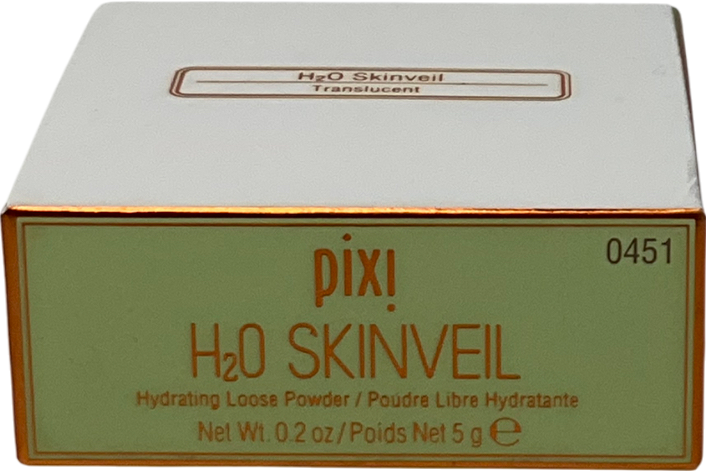 H₂O Skinveil
Translucent
pixi
0451
H₂O SKINVEIL
Hydrating Loose Powder / Poudre Libre Hydratante
Net Wt. 0.2 oz / Poids Net 5 g ℮